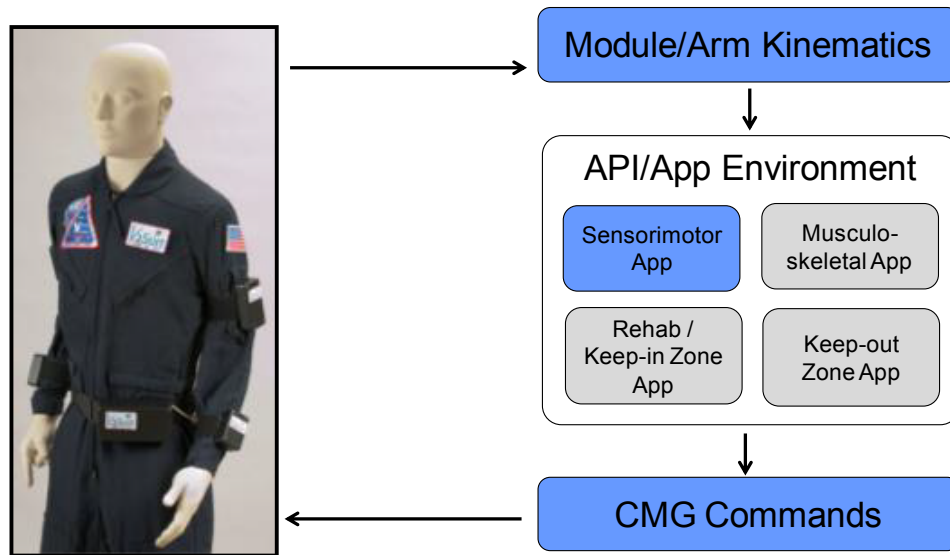 Module/Arm Kinematics
API/App Environment
Sensorimotor
App
Musculo-
skeletal App
Rehab /
Keep-in Zone
App
Keep-out
Zone App
CMG Commands
V2Suit